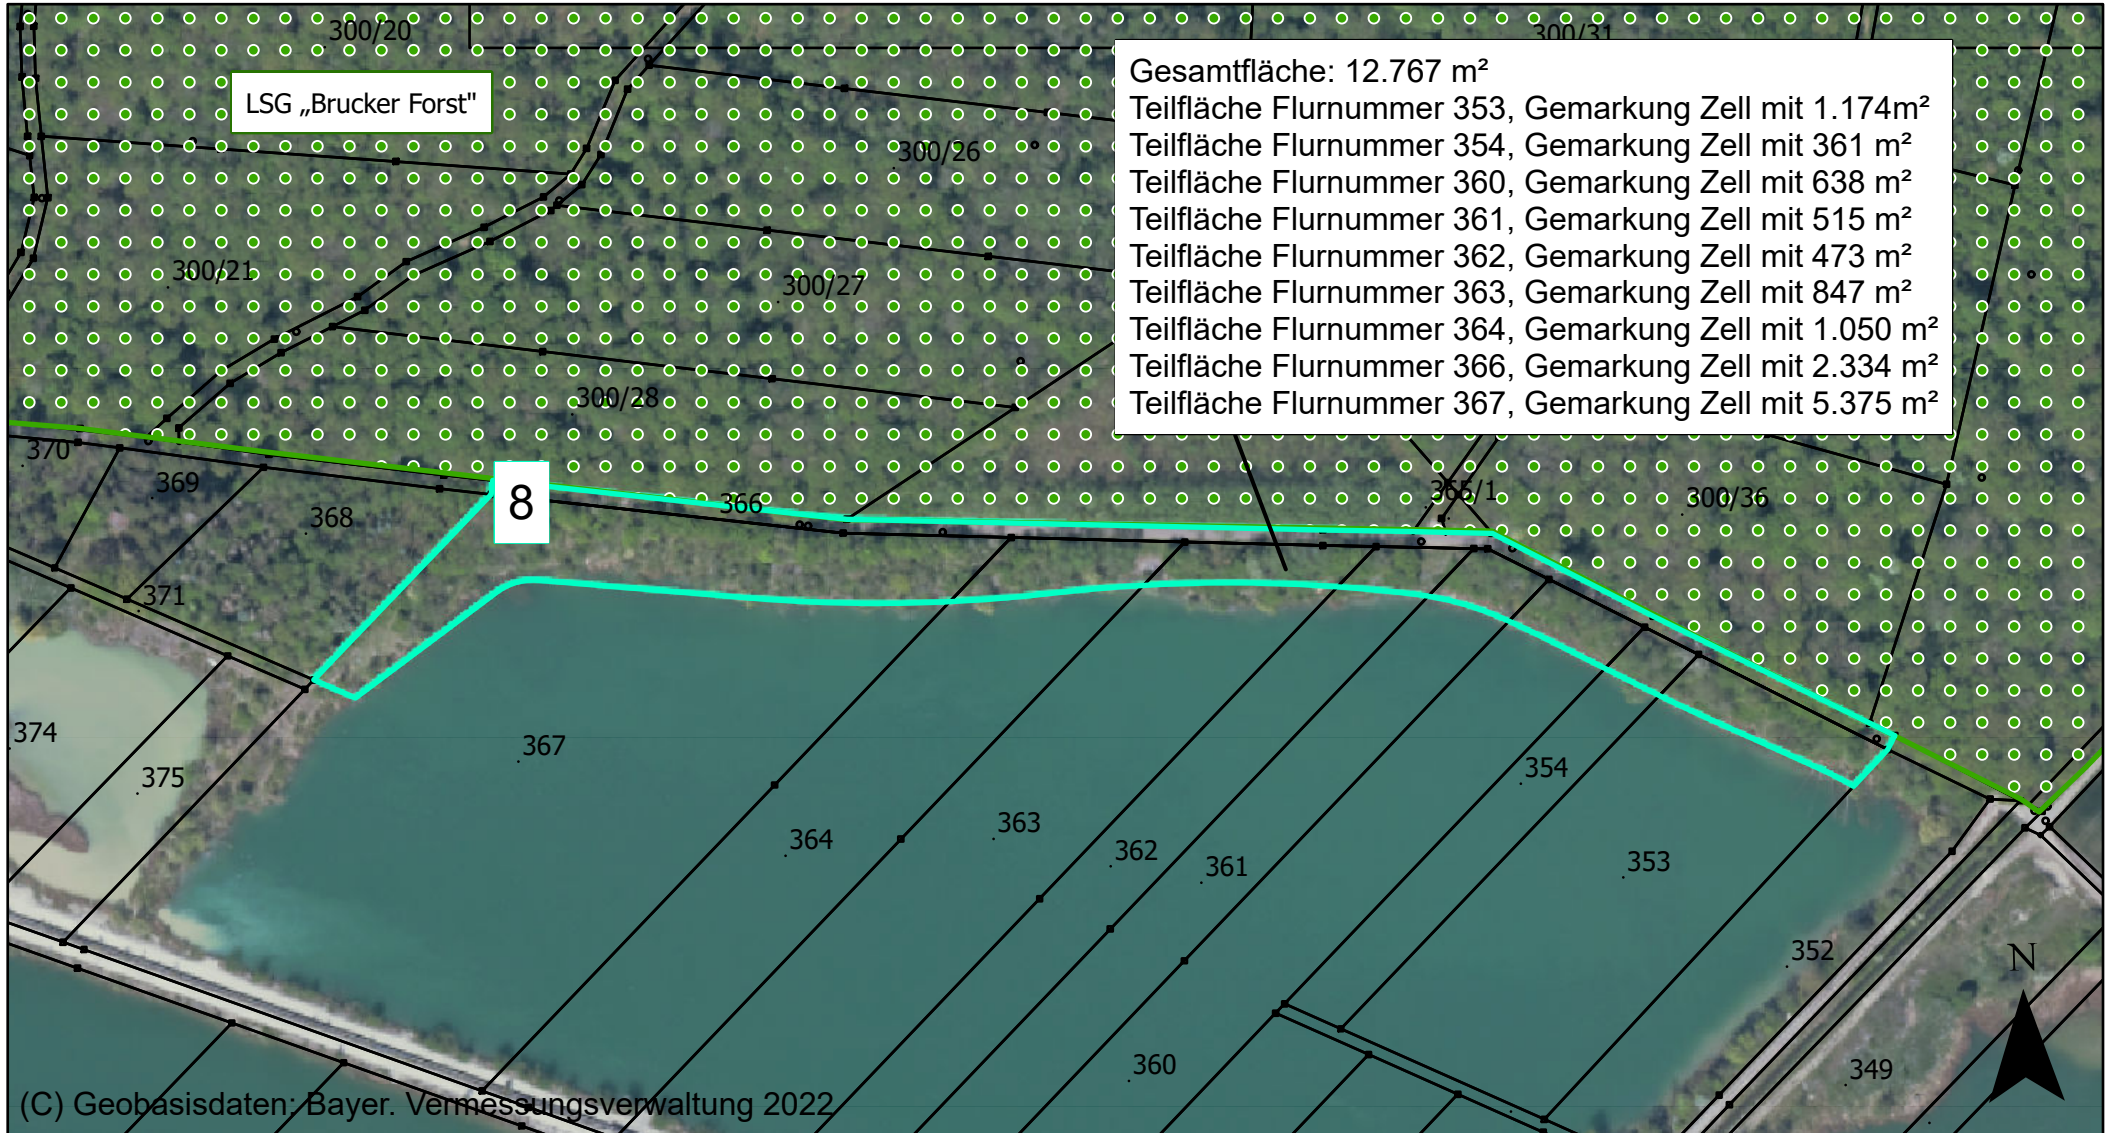 300/20
300/31
LSG „Brucker Forst"
Gesamtfläche: 12.767 m²
Teilfläche Flurnummer 353, Gemarkung Zell mit 1.174m²
Teilfläche Flurnummer 354, Gemarkung Zell mit 361 m²
Teilfläche Flurnummer 360, Gemarkung Zell mit 638 m²
Teilfläche Flurnummer 361, Gemarkung Zell mit 515 m²
Teilfläche Flurnummer 362, Gemarkung Zell mit 473 m²
Teilfläche Flurnummer 363, Gemarkung Zell mit 847 m²
Teilfläche Flurnummer 364, Gemarkung Zell mit 1.050 m²
Teilfläche Flurnummer 366, Gemarkung Zell mit 2.334 m²
Teilfläche Flurnummer 367, Gemarkung Zell mit 5.375 m²
300/26
300/21
300/27
300/28
370
369
368
8
366
365/1
300/36
371
374
375
367
364
363
362
361
354
353
352
N
360
349
(C) Geobasisdaten: Bayer. Vermessungsverwaltung 2022